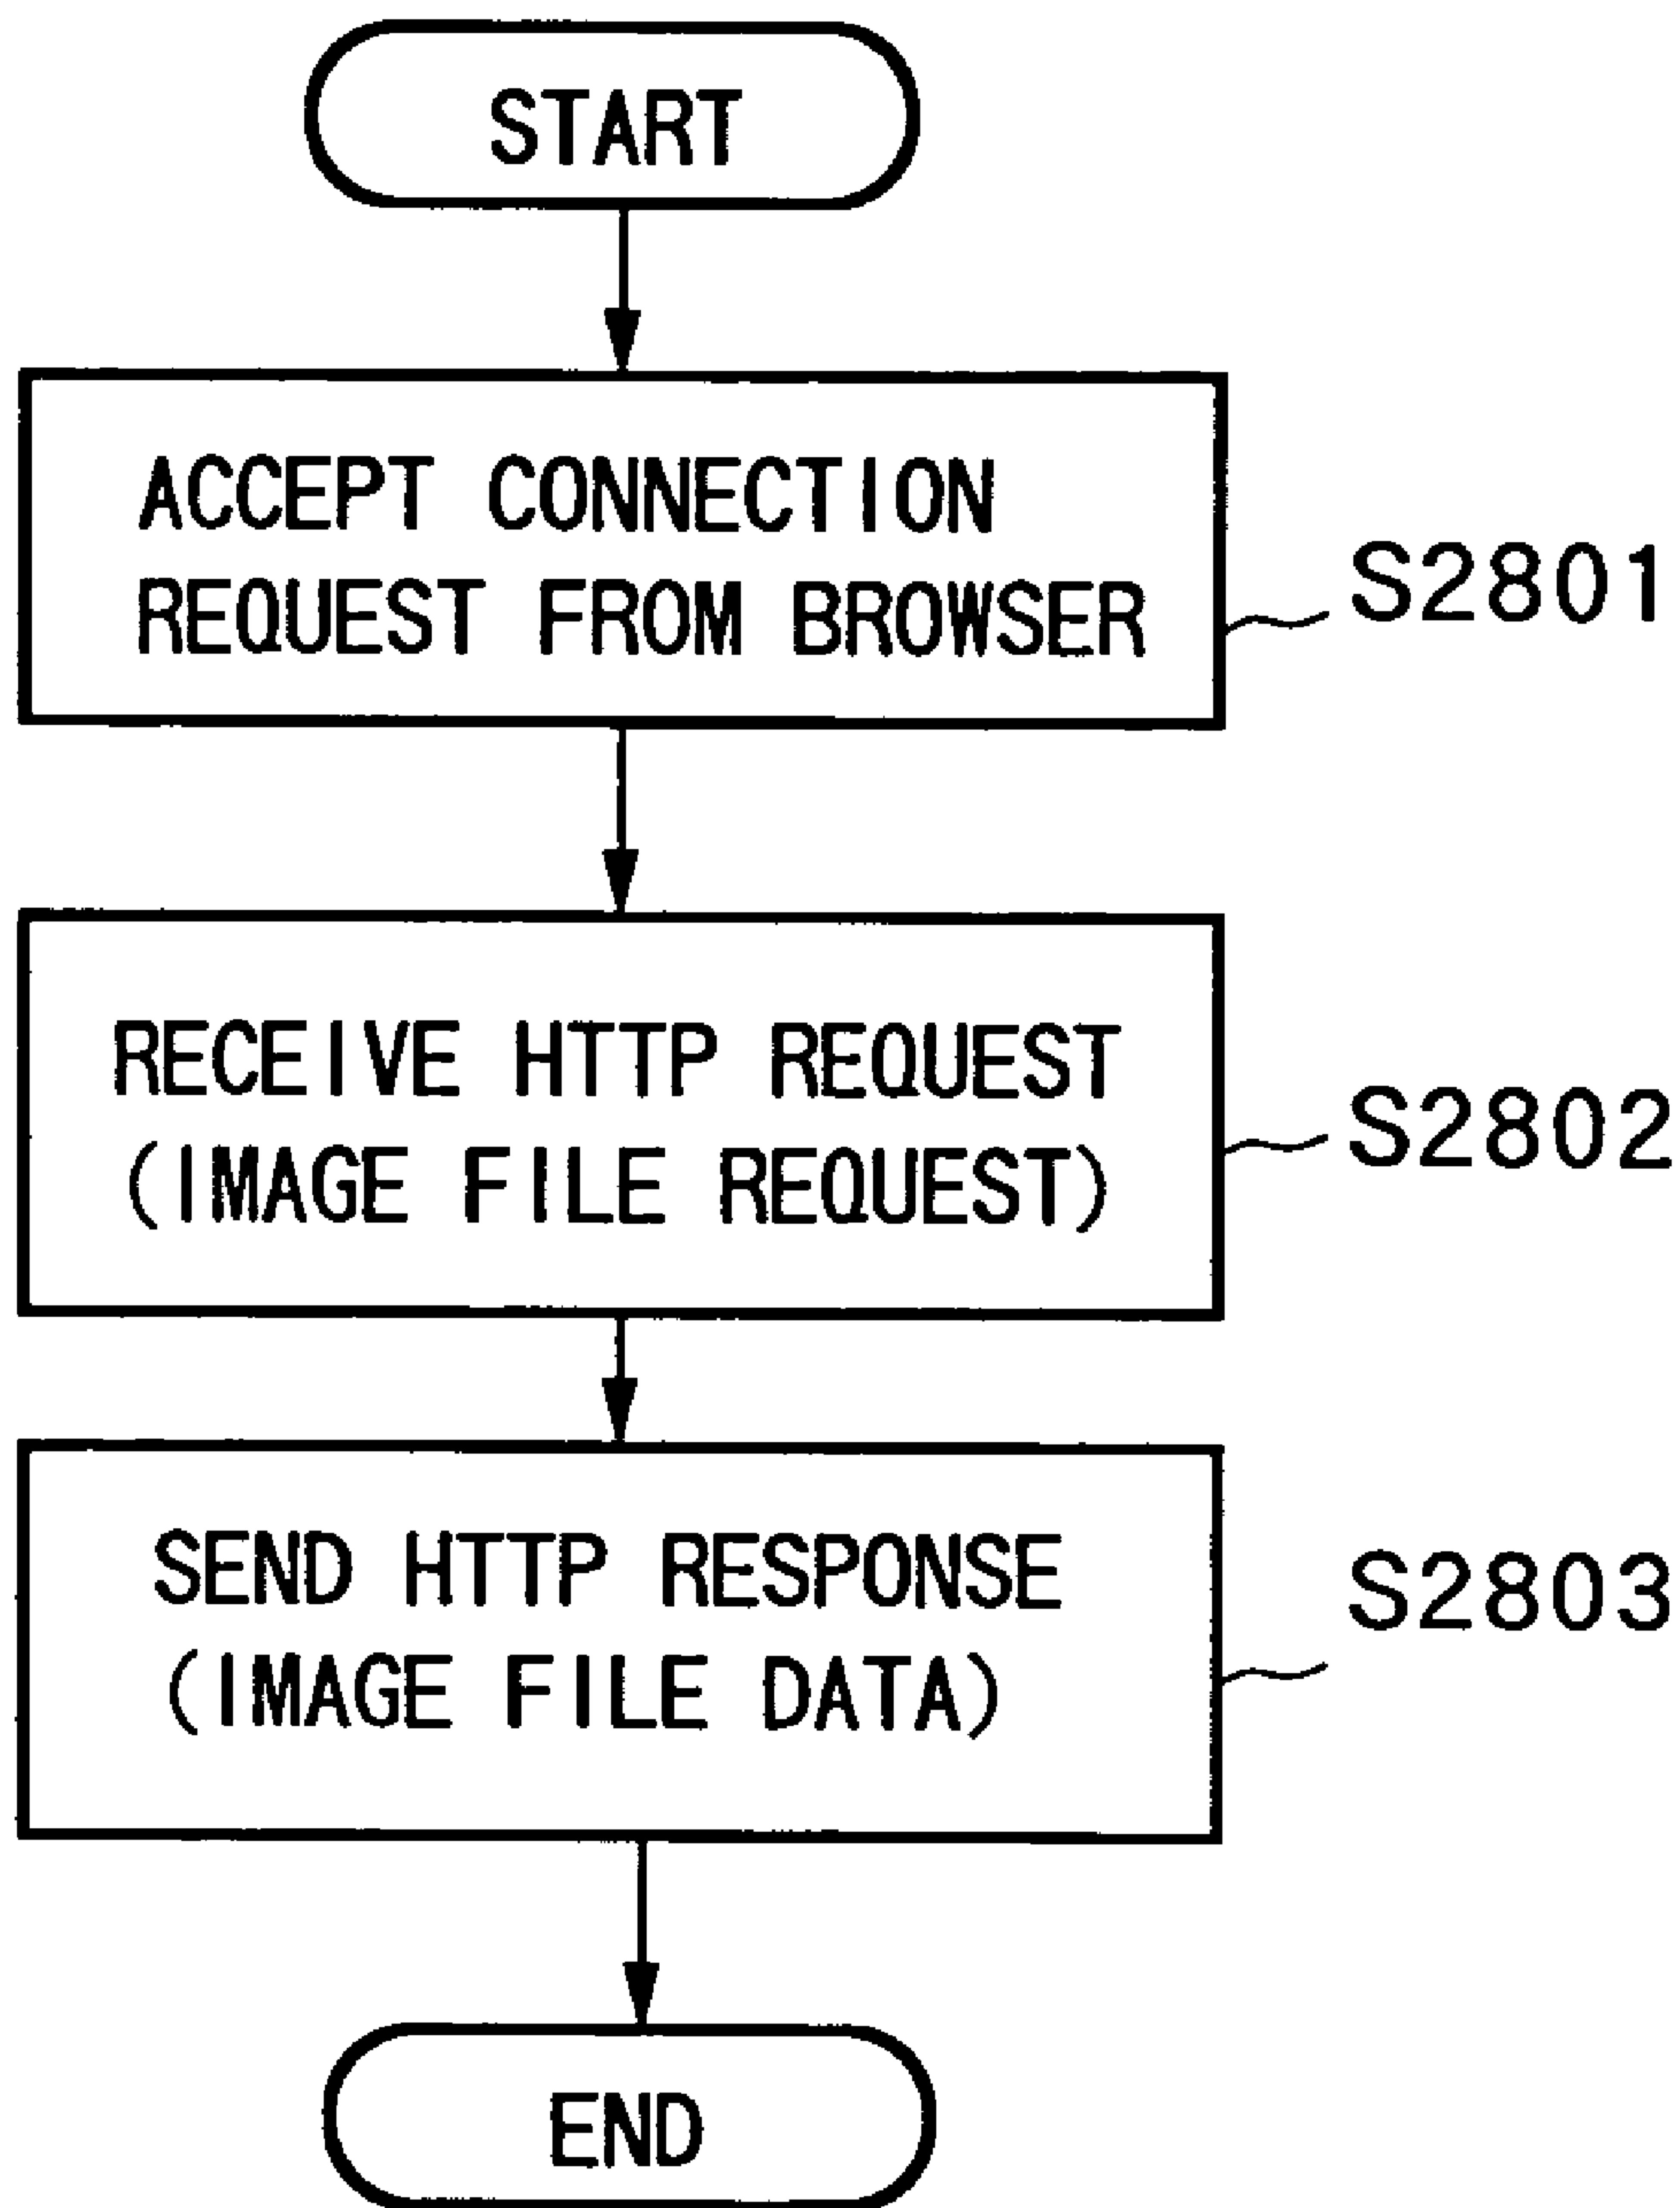 START
ACCEPT CONNECTION
REQUEST FROM BROWSER
S2801
RECEIVE HTTP REQUEST
(IMAGE FILE REQUEST)
S2802
SEND HTTP RESPONSE
(IMAGE FILE DATA)
S2803
END